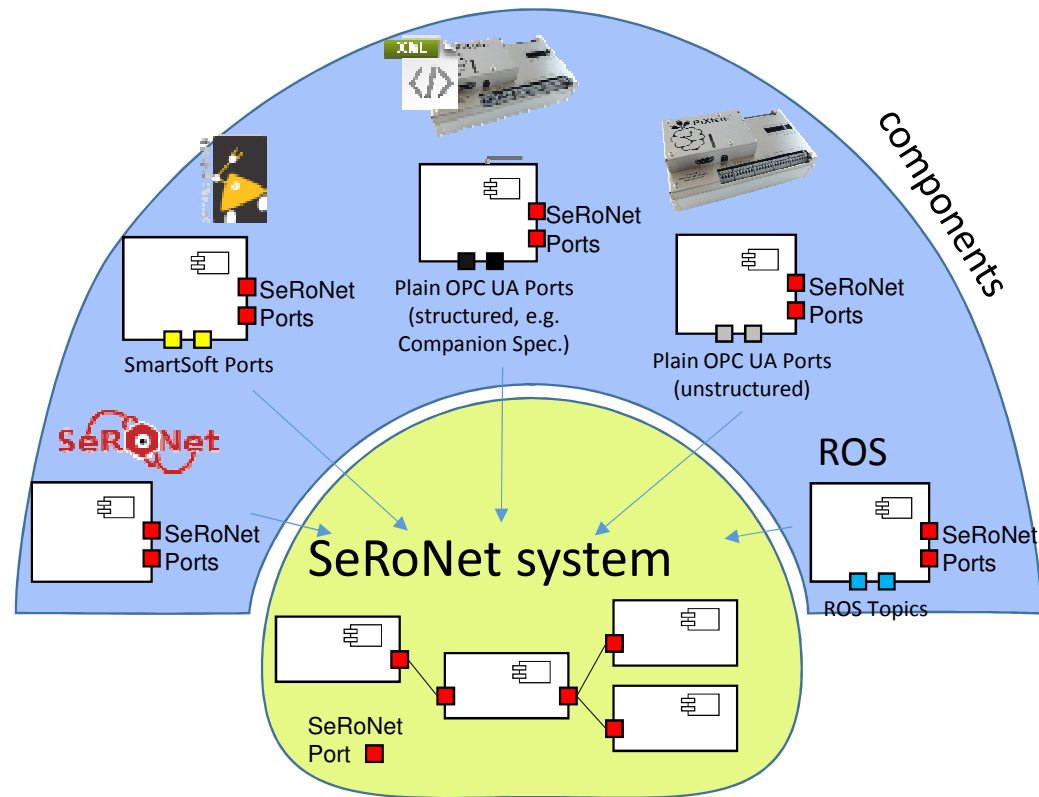 XML
</>
PiXtend
components
SeRoNet
Ports
Plain OPC UA Ports
(structured, e.g.
Companion Spec.)
SeRoNet
Ports
SmartSoft Ports
SeRoNet
Ports
Plain OPC UA Ports
(unstructured)
SeRoNet
SeRoNet
Ports
ROS
SeRoNet
Ports
ROS Topics
SeRoNet system
SeRoNet
Port